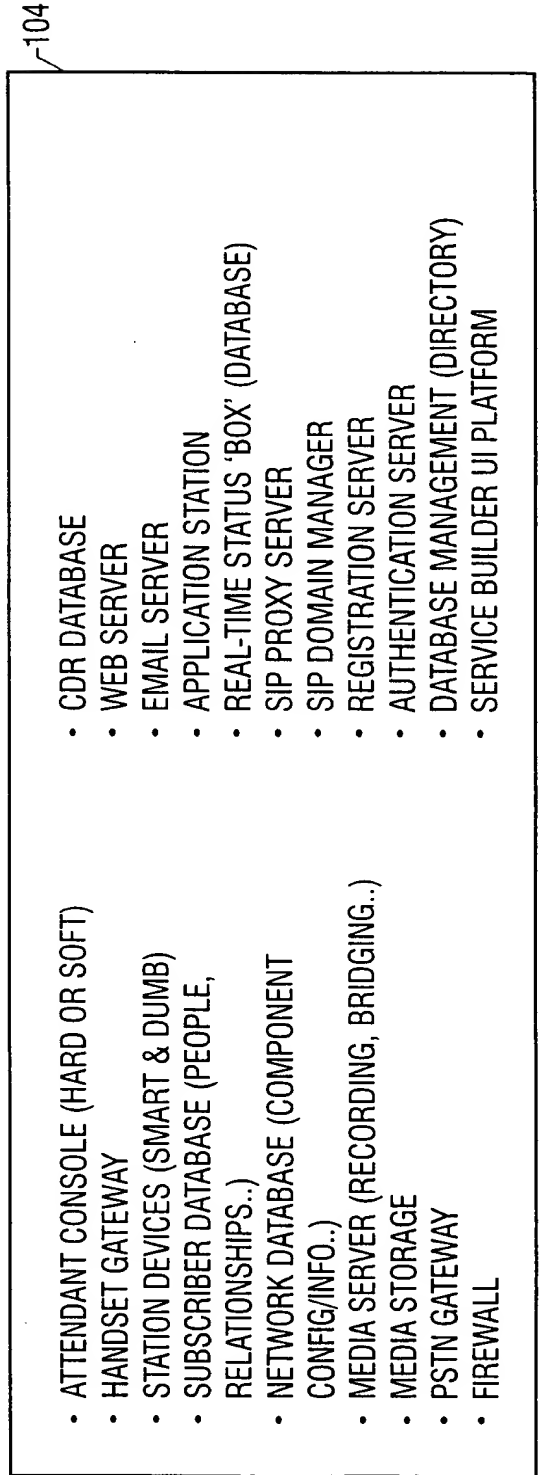 104
• ATTENDANT CONSOLE (HARD OR SOFT)
• HANDSET GATEWAY
• STATION DEVICES (SMART & DUMB)
• SUBSCRIBER DATABASE (PEOPLE,
RELATIONSHIPS..)
• NETWORK DATABASE (COMPONENT
CONFIG/INFO..)
• MEDIA SERVER (RECORDING, BRIDGING..)
• MEDIA STORAGE
• PSTN GATEWAY
• FIREWALL
• CDR DATABASE
• WEB SERVER
• EMAIL SERVER
• APPLICATION STATION
• REAL-TIME STATUS 'BOX' (DATABASE)
• SIP PROXY SERVER
• SIP DOMAIN MANAGER
• REGISTRATION SERVER
• AUTHENTICATION SERVER
• DATABASE MANAGEMENT (DIRECTORY)
• SERVICE BUILDER UI PLATFORM